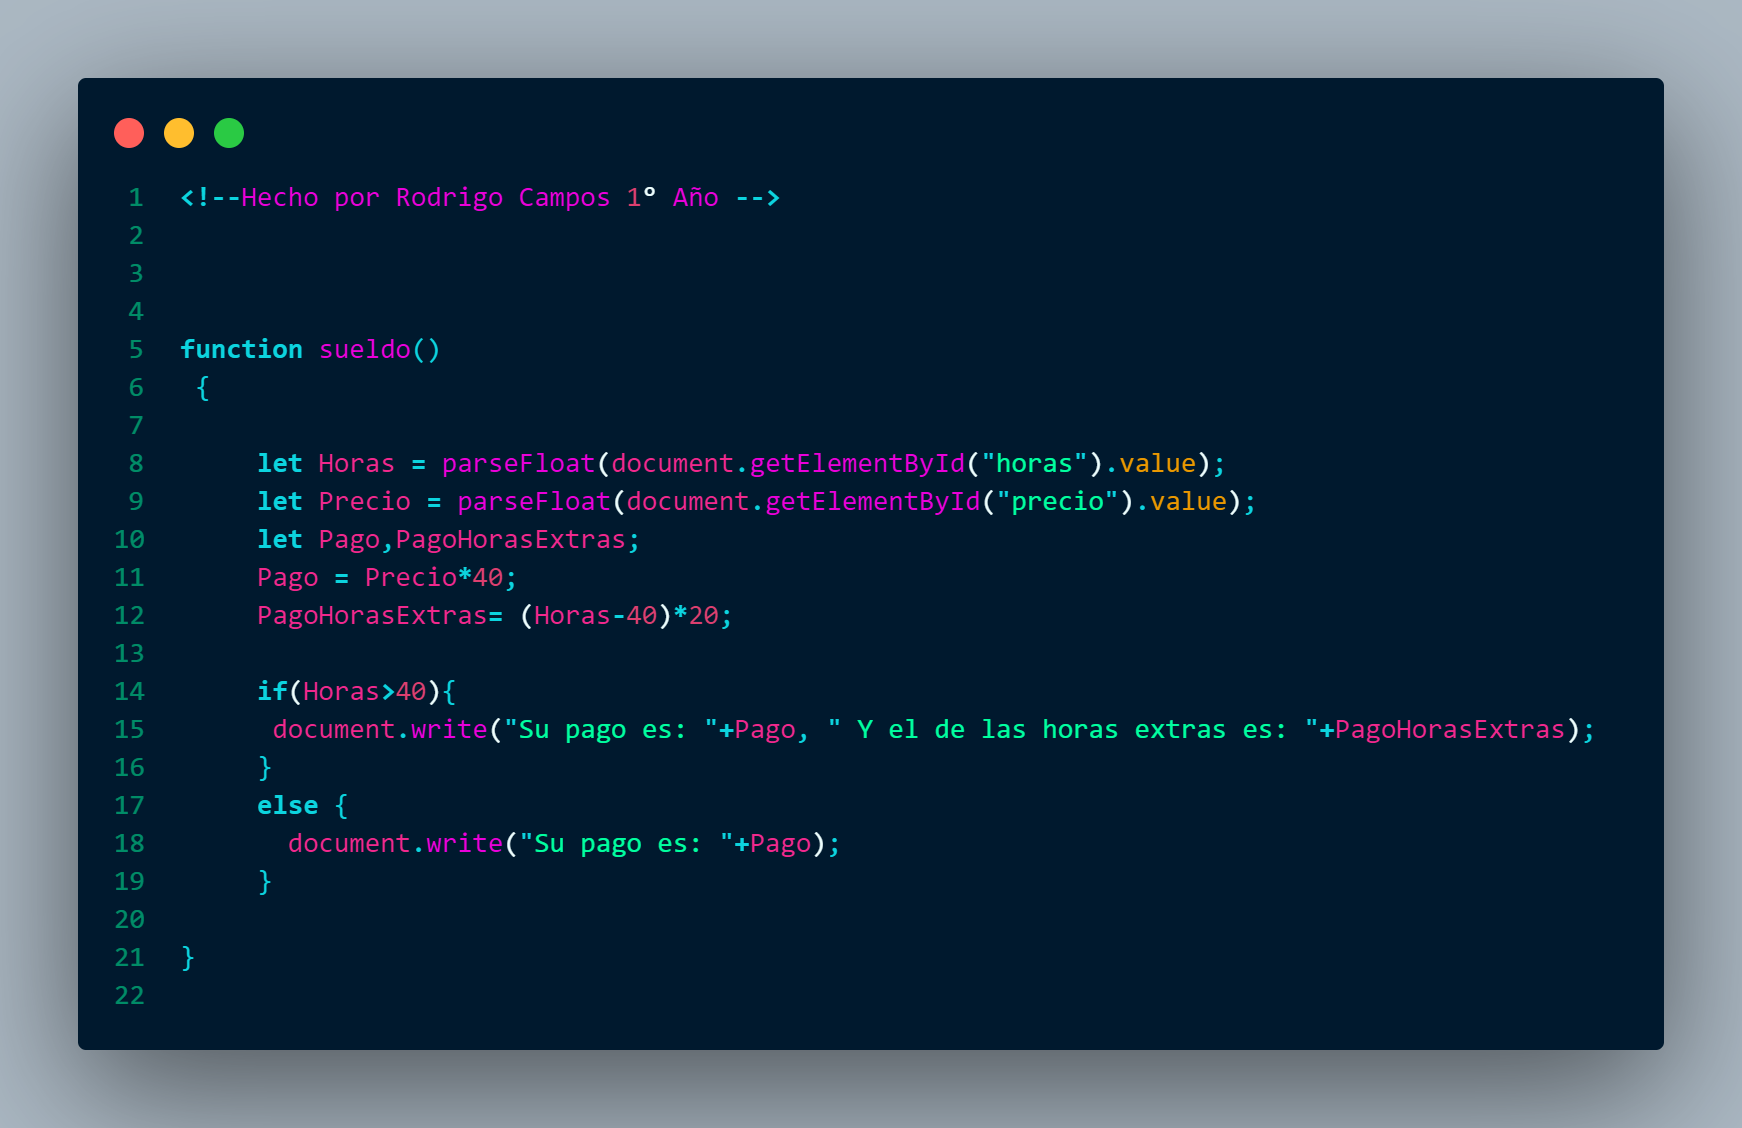 1 <!--Hecho por Rodrigo Campos 1º Año -->
2
3
4
5 function sueldo()
6  {
7
8      let Horas = parseFloat(document.getElementById("horas").value);
9      let Precio = parseFloat(document.getElementById("precio").value);
10      let Pago,PagoHorasExtras;
11      Pago = Precio*40;
12      PagoHorasExtras= (Horas-40)*20;
13
14      if(Horas>40){
15       document.write("Su pago es: "+Pago, " Y el de las horas extras es: "+PagoHorasExtras);
16      }
17      else {
18        document.write("Su pago es: "+Pago);
19      }
20
21 }
22